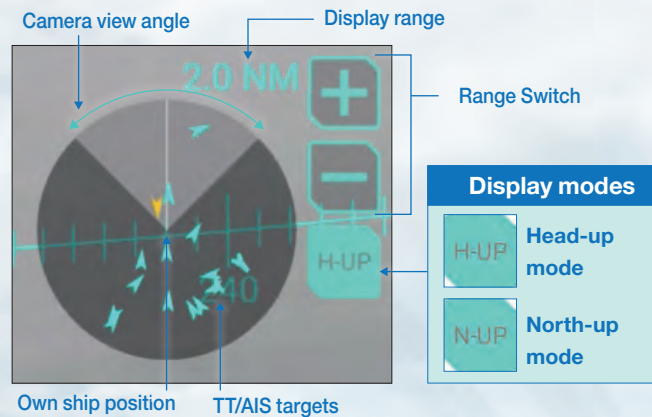 Camera view angle
Display range
2.0 NM
Range Switch
Display modes
H-UP
Head-up
mode
H-UP
240
N-UP
North-up
mode
Own ship position
TT/AIS targets